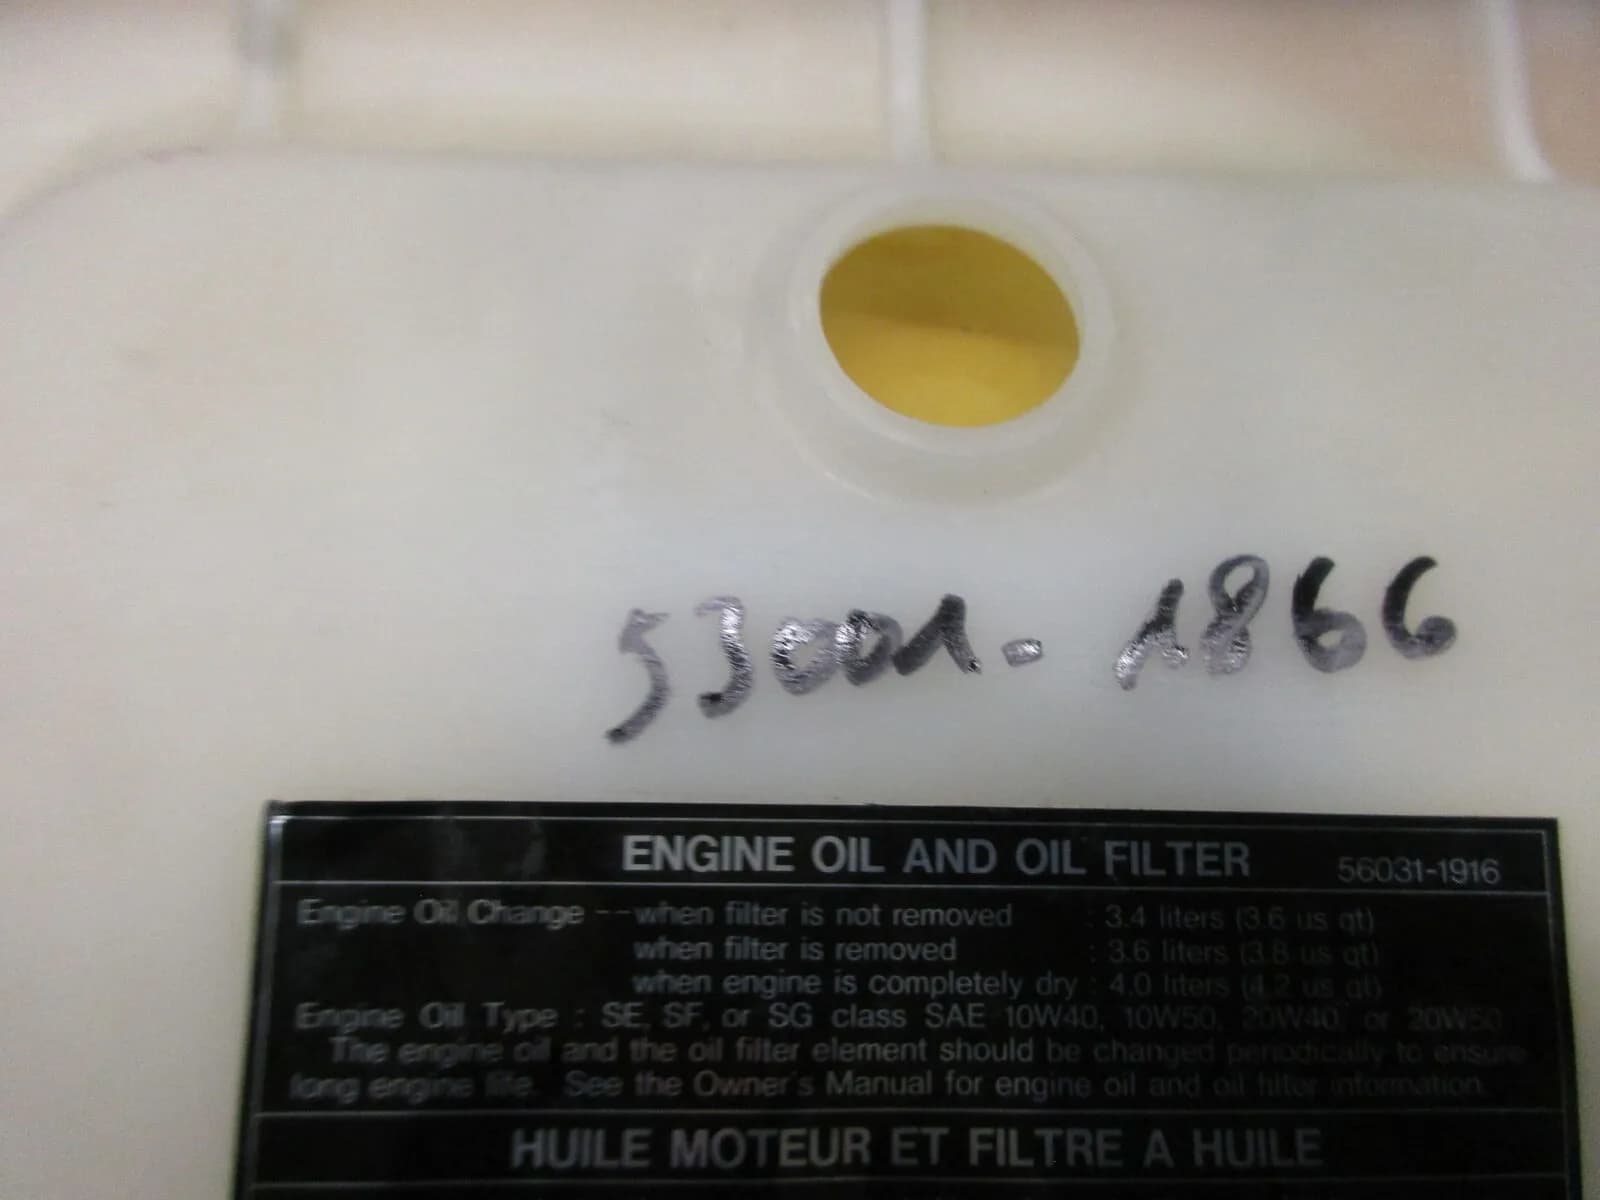 53001- 1866
ENGINE OIL AND OIL FILTER 56031-1916
Engine Oil Change -- when filter is not removed : 3.4 liters (3.6 us qt)
when filter is removed : 3.6 liters (3.8 us qt)
when engine is completely dry : 4.0 liters (4.2 us qt)
Engine Oil Type : SE, SF, or SG class SAE 10W40, 10W50, 20W40, or 20W50
The engine oil and the oil filter element should be changed periodically to ensure
long engine life. See the Owner's Manual for engine oil and oil filter information.
HUILE MOTEUR ET FILTRE A HUILE